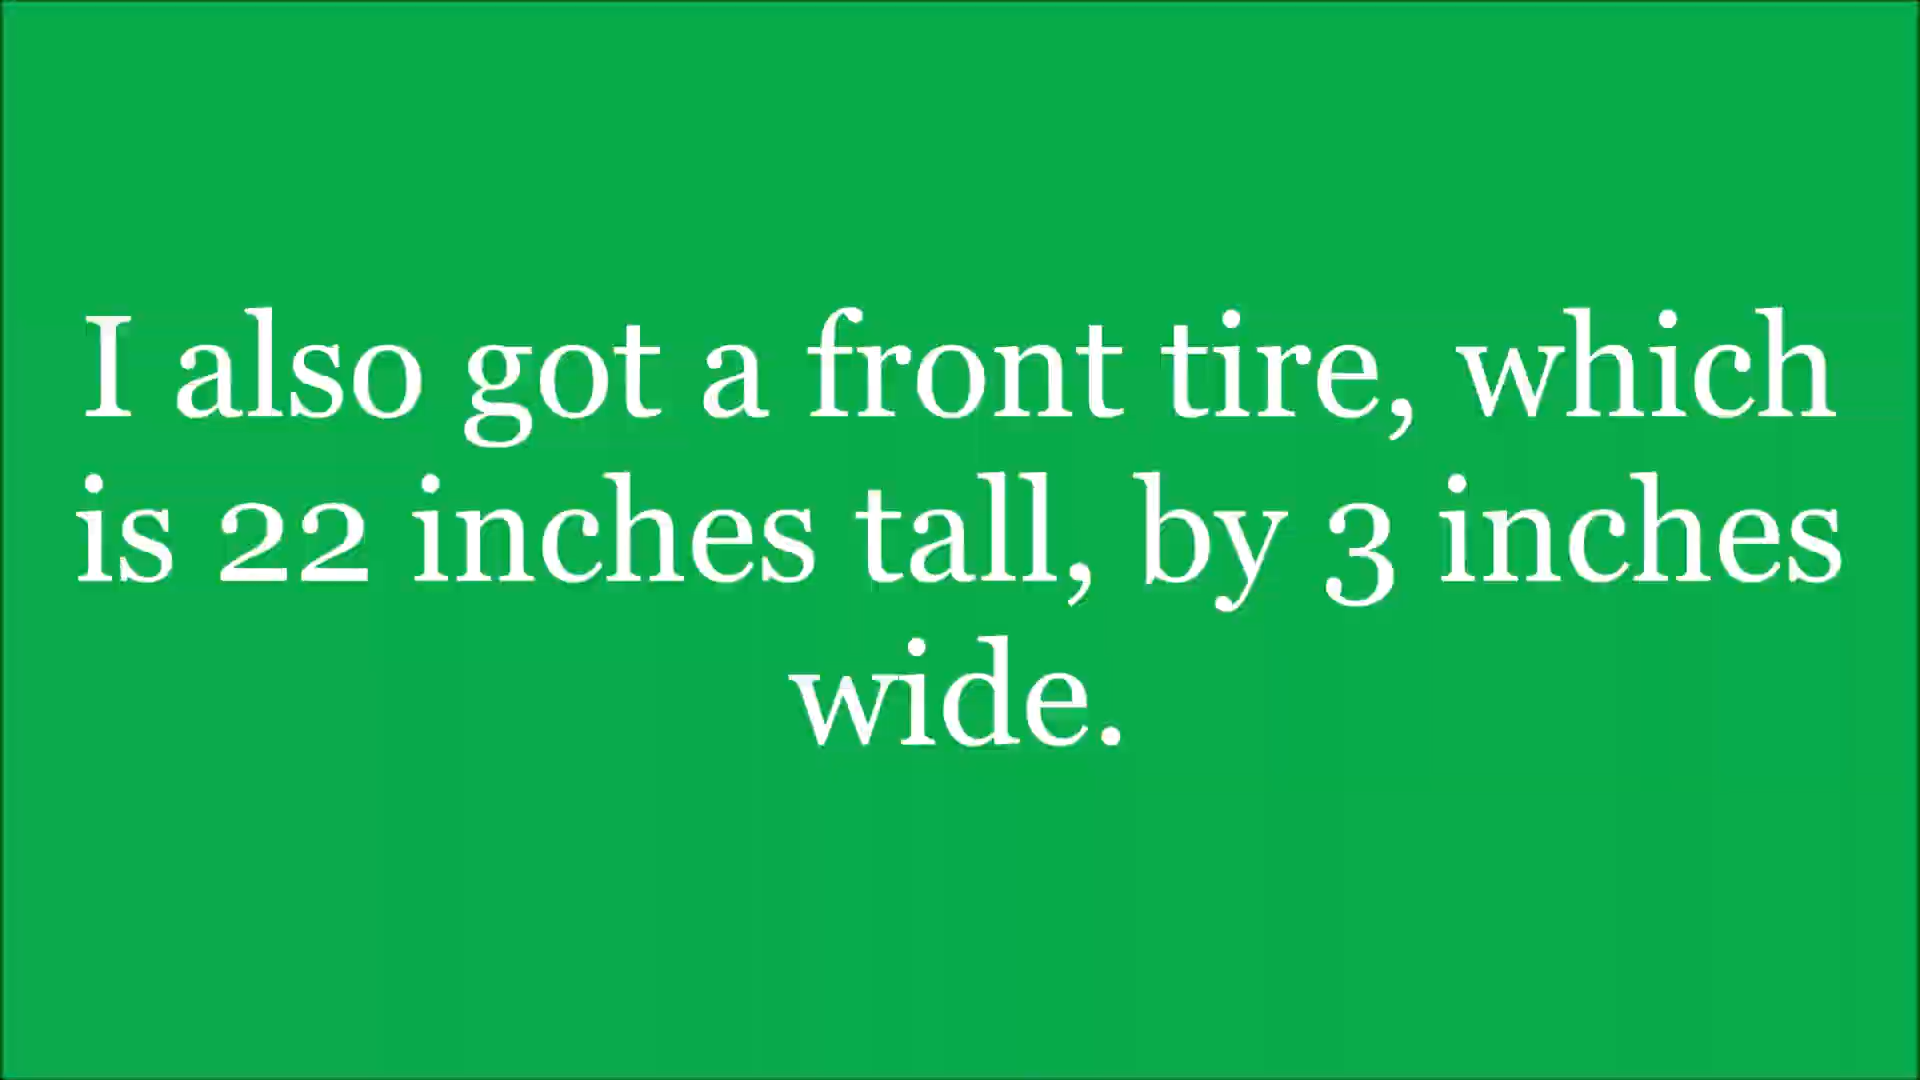 I also got a front tire, which
is 22 inches tall, by 3 inches
wide.